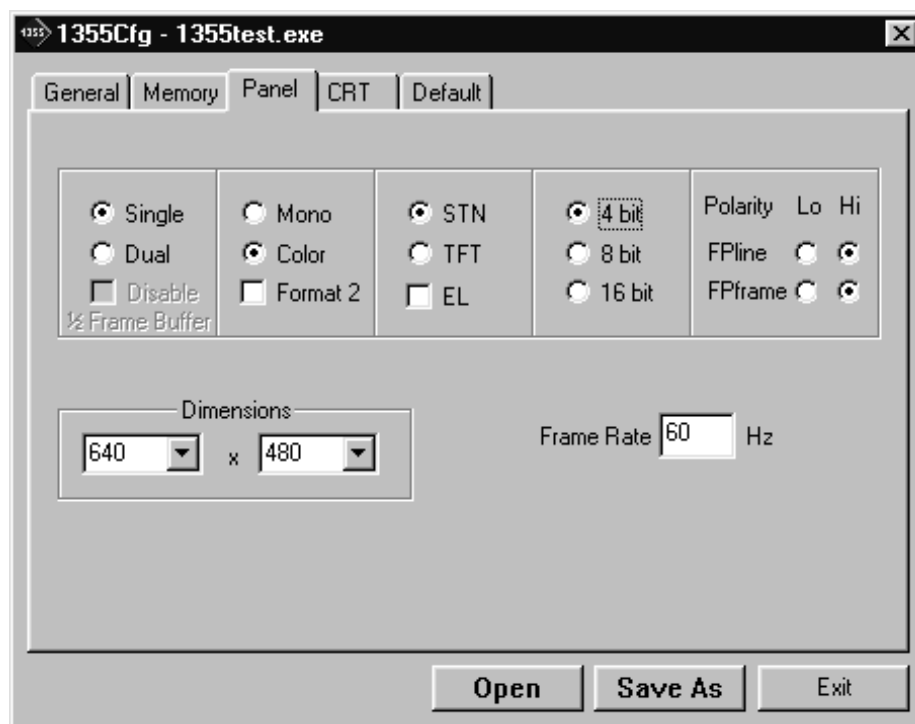 1355 1355Cfg - 1355test.exe
General Memory Panel CRT Default
Single Mono STN 4 bit Polarity Lo Hi
Dual Color TFT 8 bit FPline
Disable Format 2 EL 16 bit FPframe
½ Frame Buffer
Dimensions
640 x 480 Frame Rate 60 Hz
Open Save As Exit